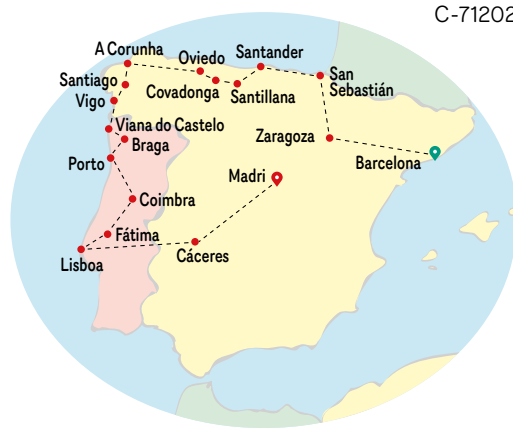 C-71202
A Corunha
Oviedo
Santander
Santiago
Covadonga
Santillana
San
Sebastián
Vigo
Viana do Castelo
Braga
Zaragoza
Porto
Barcelona
Madri
Coimbra
Fátima
Lisboa
Cáceres